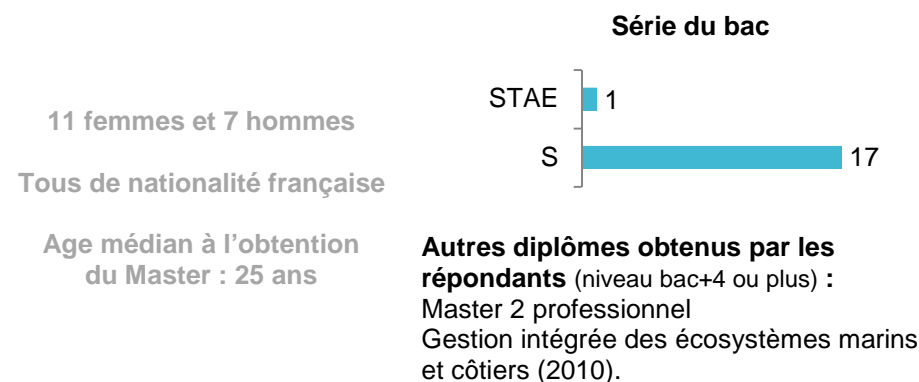 11 femmes et 7 hommes
Tous de nationalité française
Age médian à l’obtention
du Master : 25 ans
Série du bac
STAE 1
S 17
Autres diplômes obtenus par les
répondants (niveau bac+4 ou plus) :
Master 2 professionnel
Gestion intégrée des écosystèmes marins
et côtiers (2010).